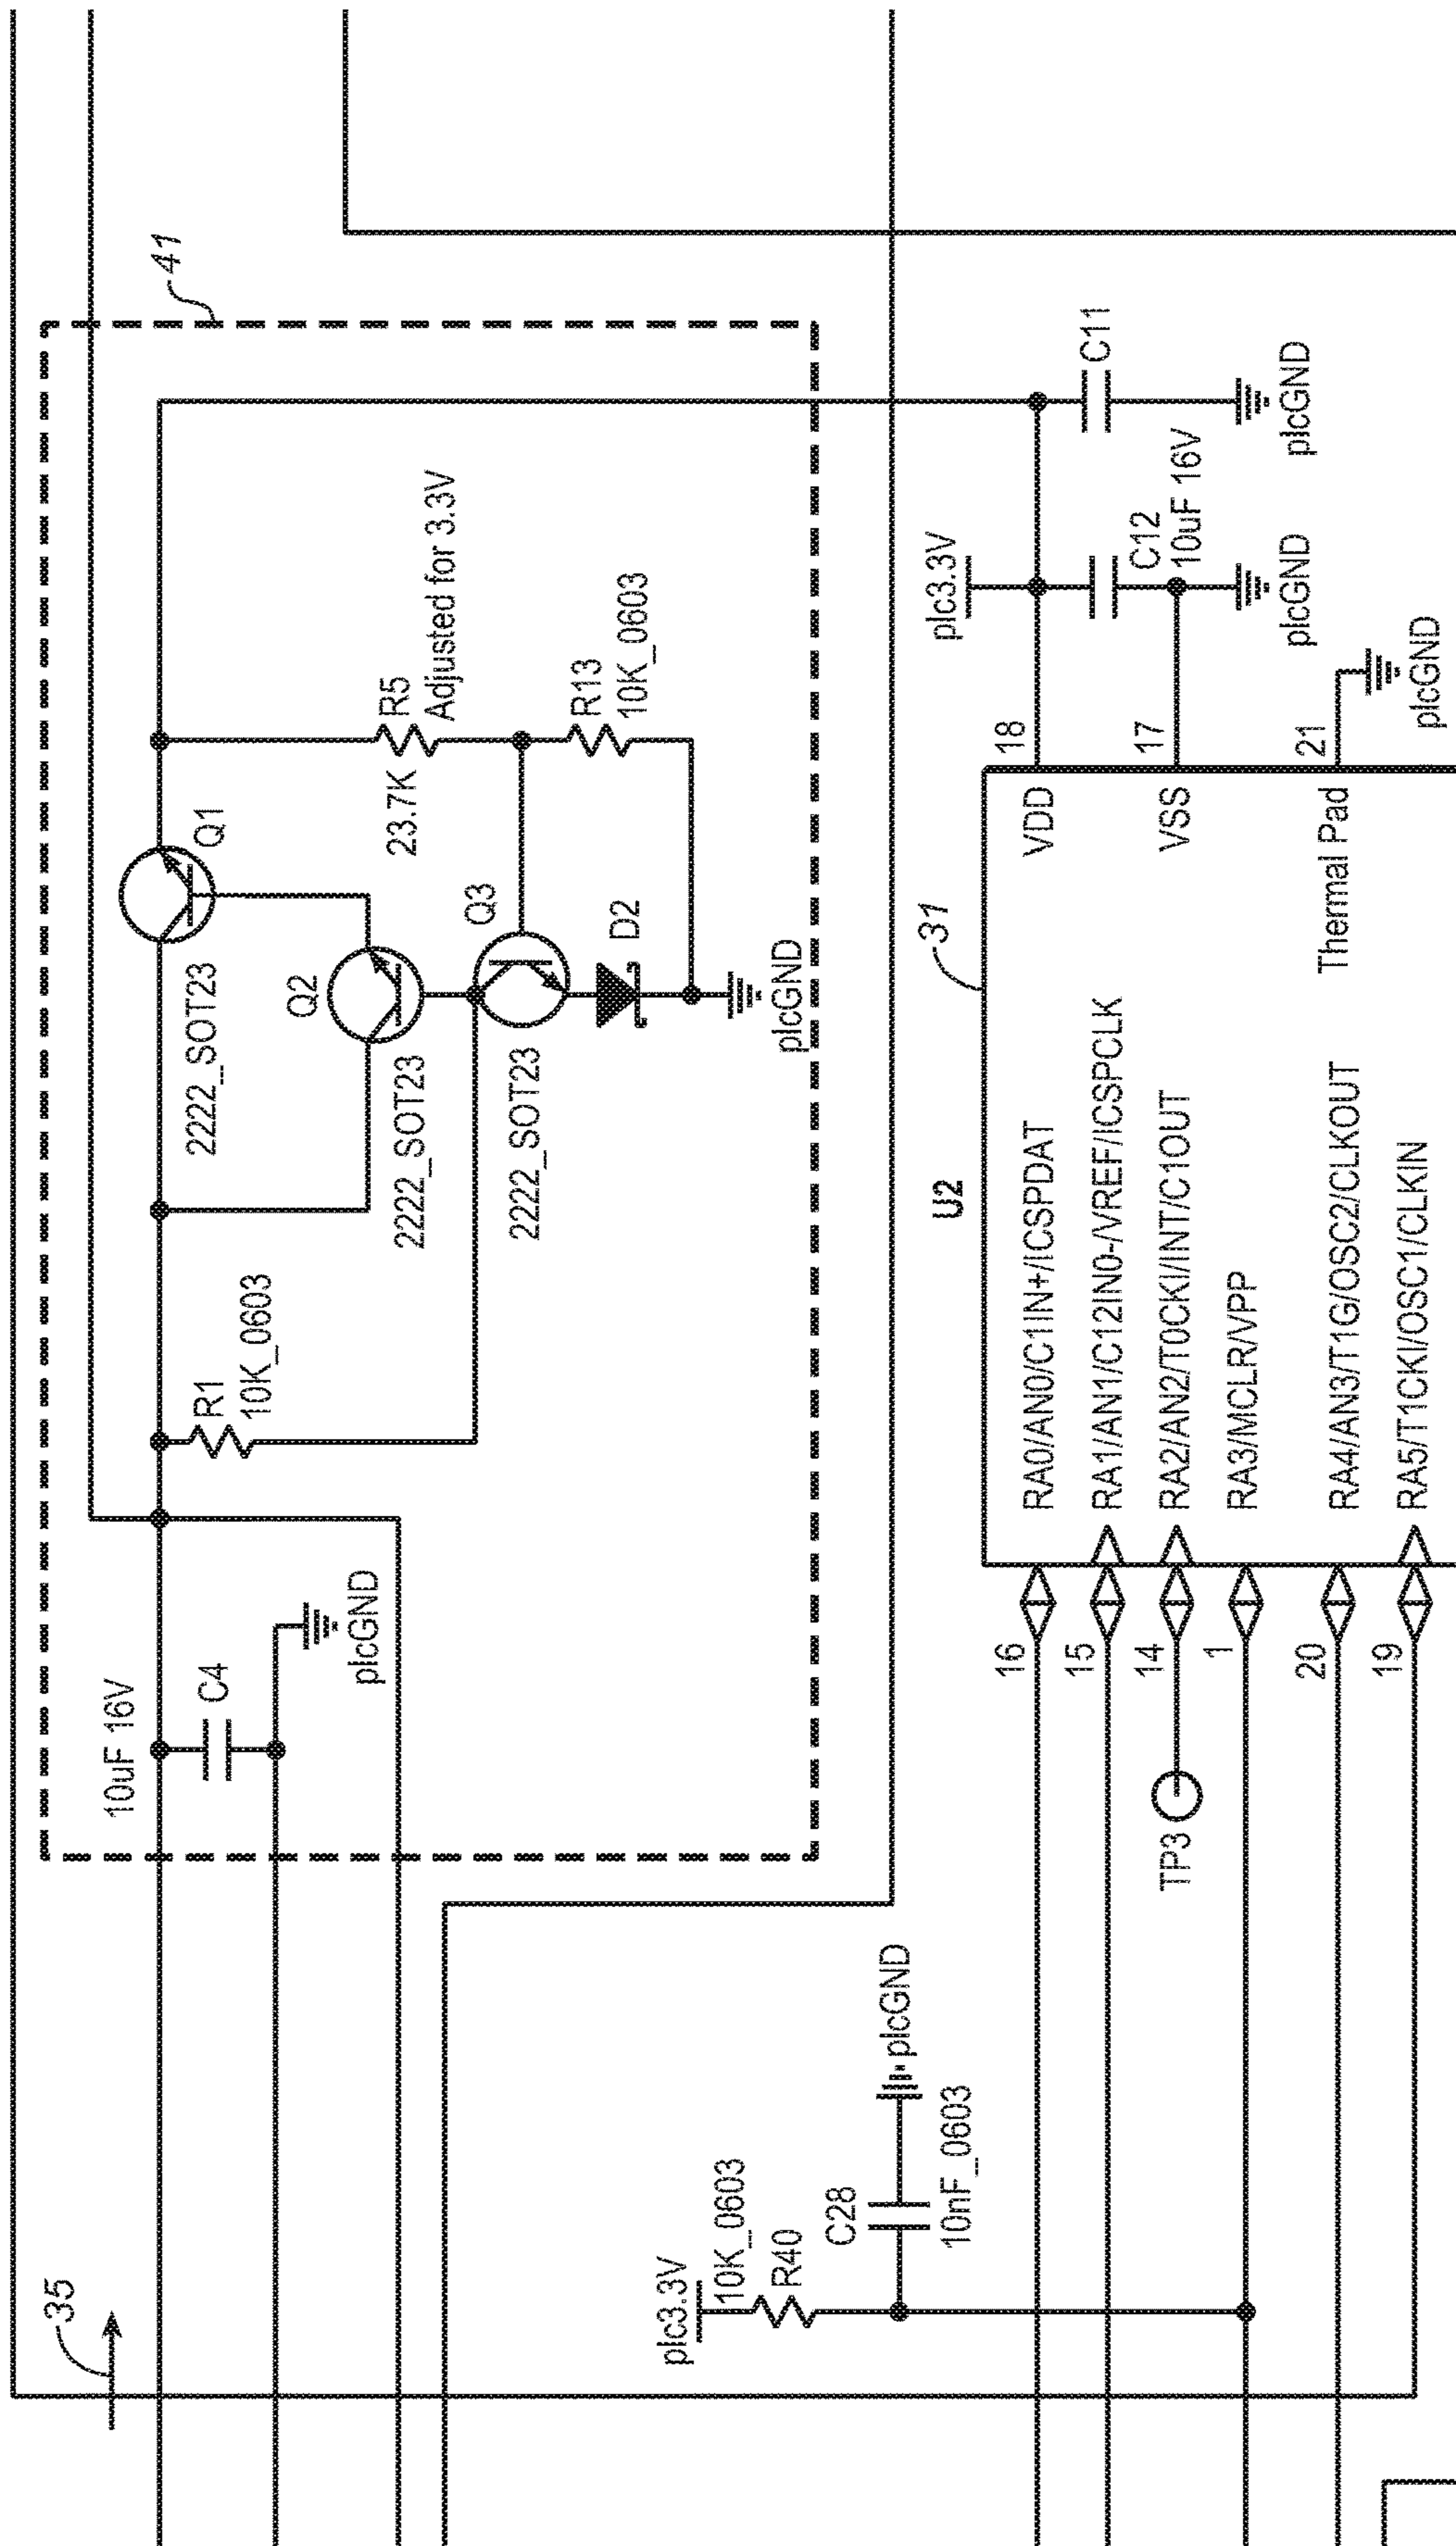 35
41
10uF 16V
C4
plcGND
R1
10K_0603
2222_SOT23
Q1
Q2
2222_SOT23
Q3
2222_SOT23
D2
plcGND
23.7K
R5
Adjusted for 3.3V
R13
10K_0603
plc3.3V
10K_0603
R40
C28
10nF_0603
plcGND
plc3.3V
C12
10uF 16V
plcGND
C11
plcGND
U2
31
16
RA0/AN0/C1IN+/ICSPDAT
VDD
18
15
RA1/AN1/C12IN0-/VREF/ICSPCLK
TP3
14
RA2/AN2/T0CKI/INT/C1OUT
VSS
17
1
RA3/MCLR/VPP
20
RA4/AN3/T1G/OSC2/CLKOUT
Thermal Pad
21
plcGND
19
RA5/T1CKI/OSC1/CLKIN